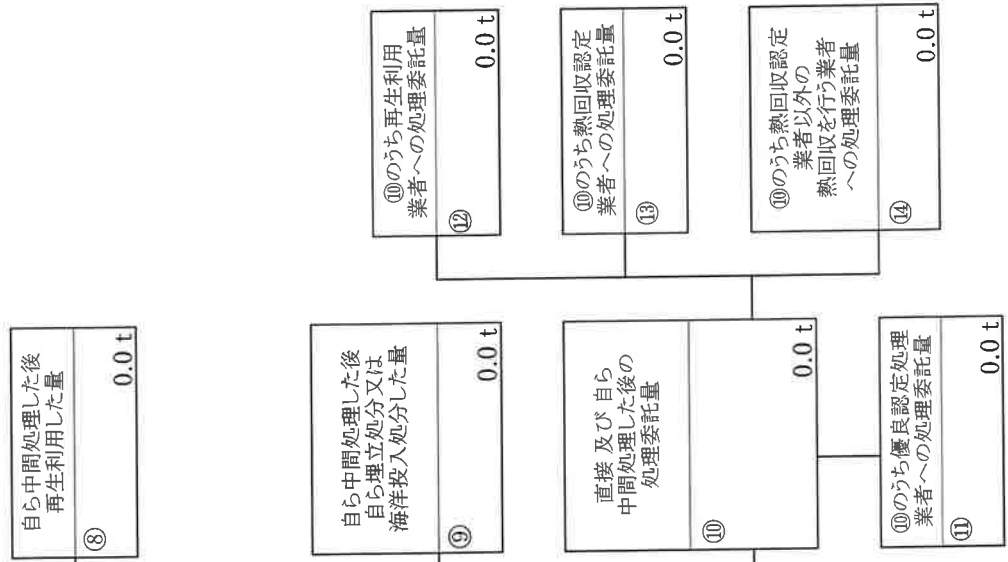 自ら中間処理した後
再生利用した量
⑧
0.0 t
自ら中間処理した後
自ら埋立処分又は
海洋投入処分した量
⑨
0.0 t
直接 及び 自ら
中間処理した後の
処理委託量
⑩
0.0 t
⑩のうち優良認定処理
業者への処理委託量
⑪
0.0 t
⑩のうち再生利用
業者への処理委託量
⑫
0.0 t
⑩のうち熱回収認定
業者への処理委託量
⑬
0.0 t
⑩のうち熱回収認定
業者以外の
熱回収を行う業者
への処理委託量
⑭
0.0 t